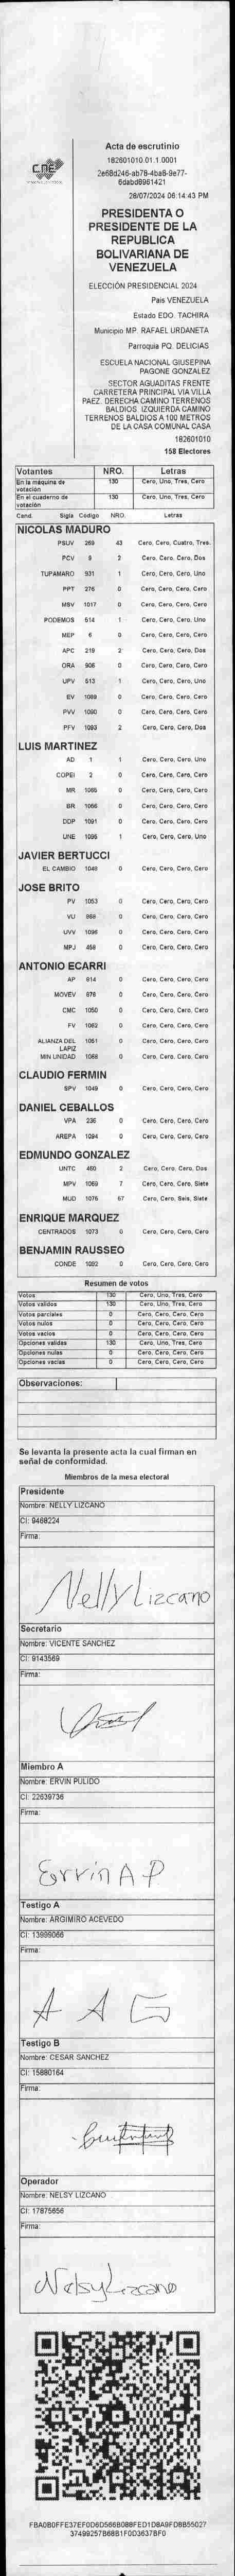 Acta de escrutinio
182601010.01.1.0001
2e68d246-ab78-4ba8-9e77-
6dabd8961421
28/07/2024 06:14:43 PM
CNE
PRESIDENTA O
PRESIDENTE DE LA
REPUBLICA
BOLIVARIANA DE
VENEZUELA
ELECCIÓN PRESIDENCIAL 2024
Pais VENEZUELA
Estado EDO. TACHIRA
Municipio MP. RAFAEL URDANETA
Parroquia PQ. DELICIAS
ESCUELA NACIONAL GIUSEPINA
PAGONE GONZALEZ
SECTOR AGUADITAS FRENTE
CARRETERA PRINCIPAL VIA VILLA
PAEZ. DERECHA CAMINO TERRENOS
BALDIOS. IZQUIERDA CAMINO
TERRENOS BALDIOS A 100 METROS
DE LA CASA COMUNAL CASA
182601010
158 Electores
Votantes NRO. Letras
En la máquina de votación 130 Cero, Uno, Tres, Cero
En el cuaderno de votación 130 Cero, Uno, Tres, Cero
Cand. Sigla Código NRO. Letras
NICOLAS MADURO
PSUV 269 43 Cero, Cero, Cuatro, Tres.
PCV 9 2 Cero, Cero, Cero, Dos
TUPAMARO 931 1 Cero, Cero, Cero, Uno
PPT 276 0 Cero, Cero, Cero, Cero
MSV 1017 0 Cero, Cero, Cero, Cero
PODEMOS 514 1 Cero, Cero, Cero, Uno
MEP 6 0 Cero, Cero, Cero, Cero
APC 219 2 Cero, Cero, Cero, Dos
ORA 908 0 Cero, Cero, Cero, Cero
UPV 513 1 Cero, Cero, Cero, Uno
EV 1089 0 Cero, Cero, Cero, Cero
PVV 1090 0 Cero, Cero, Cero, Cero
PFV 1093 2 Cero, Cero, Cero, Dos
LUIS MARTINEZ
AD 1 1 Cero, Cero, Cero, Uno
COPEI 2 0 Cero, Cero, Cero, Cero
MR 1065 0 Cero, Cero, Cero, Cero
BR 1056 0 Cero, Cero, Cero, Cero
DDP 1091 0 Cero, Cero, Cero, Cero
UNE 1095 1 Cero, Cero, Cero, Uno
JAVIER BERTUCCI
EL CAMBIO 1048 0 Cero, Cero, Cero, Cero
JOSE BRITO
PV 1053 0 Cero, Cero, Cero, Cero
VU 968 0 Cero, Cero, Cero, Cero
UVV 1096 0 Cero, Cero, Cero, Cero
MPJ 458 0 Cero, Cero, Cero, Cero
ANTONIO ECARRI
AP 914 0 Cero, Cero, Cero, Cero
MOVEV 876 0 Cero, Cero, Cero, Cero
CMC 1050 0 Cero, Cero, Cero, Cero
FV 1062 0 Cero, Cero, Cero, Cero
ALIANZA DEL LAPIZ 1051 0 Cero, Cero, Cero, Cero
MIN UNIDAD 1068 0 Cero, Cero, Cero, Cero
CLAUDIO FERMIN
SPV 1049 0 Cero, Cero, Cero, Cero
DANIEL CEBALLOS
VPA 236 0 Cero, Cero, Cero, Cero
AREPA 1094 0 Cero, Cero, Cero, Cero
EDMUNDO GONZALEZ
UNTC 460 2 Cero, Cero, Cero, Dos
MPV 1069 7 Cero, Cero, Cero, Siete
MUD 1076 67 Cero, Cero, Seis, Siete
ENRIQUE MARQUEZ
CENTRADOS 1073 0 Cero, Cero, Cero, Cero
BENJAMIN RAUSSEO
CONDE 1092 0 Cero, Cero, Cero, Cero
Resumen de votos
Votos 130 Cero, Uno, Tres, Cero
Votos validos 130 Cero, Uno, Tres, Cero
Votos parciales 0 Cero, Cero, Cero, Cero
Votos nulos 0 Cero, Cero, Cero, Cero
Votos vacios 0 Cero, Cero, Cero, Cero
Opciones validas 130 Cero, Uno, Tres, Cero
Opciones nulas 0 Cero, Cero, Cero, Cero
Opciones vacias 0 Cero, Cero, Cero, Cero
Observaciones:
Se levanta la presente acta la cual firman en
señal de conformidad.
Miembros de la mesa electoral
Presidente
Nombre: NELLY LIZCANO
CI: 9468224
Firma:
Nelly Lizcano
Secretario
Nombre: VICENTE SANCHEZ
CI: 9143569
Firma:
Miembro A
Nombre: ERVIN PULIDO
CI: 22639736
Firma:
Ervin A P
Testigo A
Nombre: ARGIMIRO ACEVEDO
CI: 13999066
Firma:
A A G
Testigo B
Nombre: CESAR SANCHEZ
CI: 15880164
Firma:
Operador
Nombre: NELSY LIZCANO
CI: 17875656
Firma:
Nelsy Lizcano
FBA0B0FFE37EF0D6D566B088FED1D8A9FDBB55027
37499257B68B1F0D3637BF0